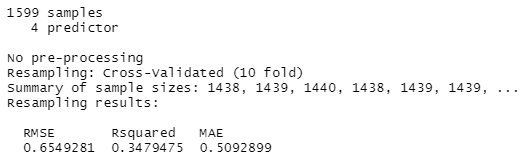 1599 samples
4 predictor
No pre-processing
Resampling: Cross-Validated (10 fold)
Summary of sample sizes: 1438, 1439, 1440, 1438, 1439, 1439, ...
Resampling results:
RMSE Rsquared MAE
0.6549281 0.3479475 0.5092899